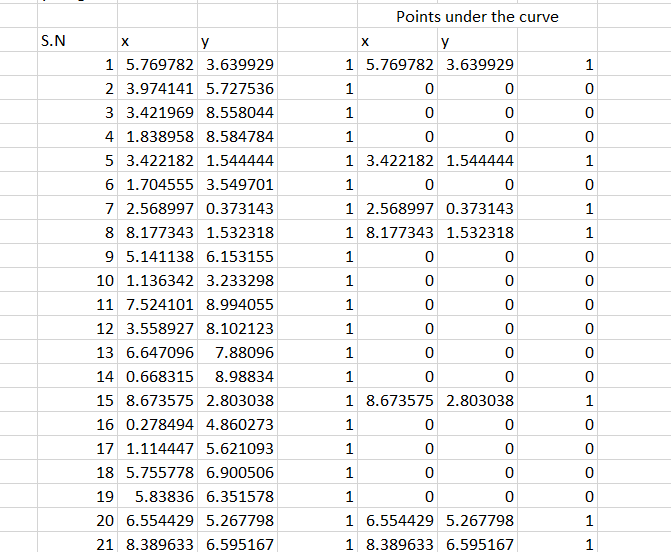 Points under the curve
S.N x y x y
1 5.769782 3.639929 1 5.769782 3.639929 1
2 3.974141 5.727536 1 0 0 0
3 3.421969 8.558044 1 0 0 0
4 1.838958 8.584784 1 0 0 0
5 3.422182 1.544444 1 3.422182 1.544444 1
6 1.704555 3.549701 1 0 0 0
7 2.568997 0.373143 1 2.568997 0.373143 1
8 8.177343 1.532318 1 8.177343 1.532318 1
9 5.141138 6.153155 1 0 0 0
10 1.136342 3.233298 1 0 0 0
11 7.524101 8.994055 1 0 0 0
12 3.558927 8.102123 1 0 0 0
13 6.647096 7.88096 1 0 0 0
14 0.668315 8.98834 1 0 0 0
15 8.673575 2.803038 1 8.673575 2.803038 1
16 0.278494 4.860273 1 0 0 0
17 1.114447 5.621093 1 0 0 0
18 5.755778 6.900506 1 0 0 0
19 5.83836 6.351578 1 0 0 0
20 6.554429 5.267798 1 6.554429 5.267798 1
21 8.389633 6.595167 1 8.389633 6.595167 1